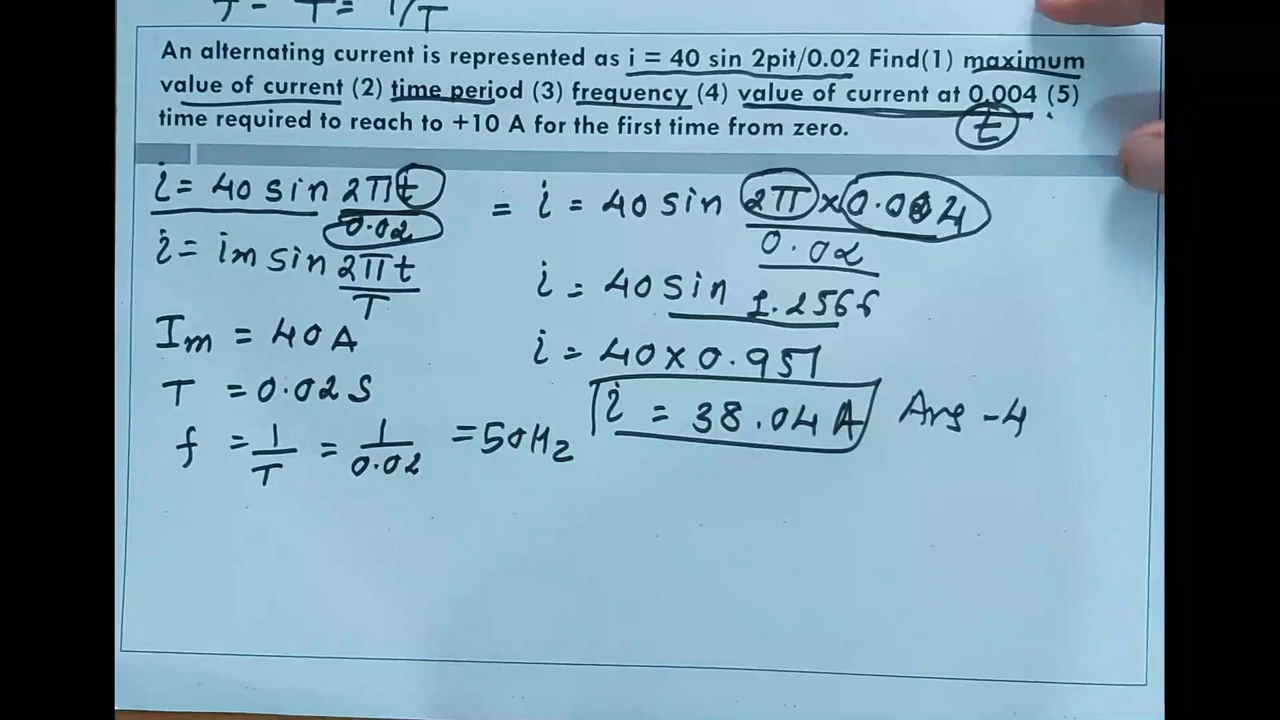 T = 1/T
An alternating current is represented as i = 40 sin 2pit/0.02 Find(1) maximum
value of current (2) time period (3) frequency (4) value of current at 0.004 (5)
time required to reach to +10 A for the first time from zero.
t
i = 40 sin 2πt
0.02
i = im sin 2πt
T
Im = 40A
T = 0.02S
f = 1/T = 1/0.02 = 50Hz
= i = 40 sin 2π × 0.004
0.02
i = 40 sin 1.2566
i = 40 × 0.951
i = 38.04 A Ans - 4